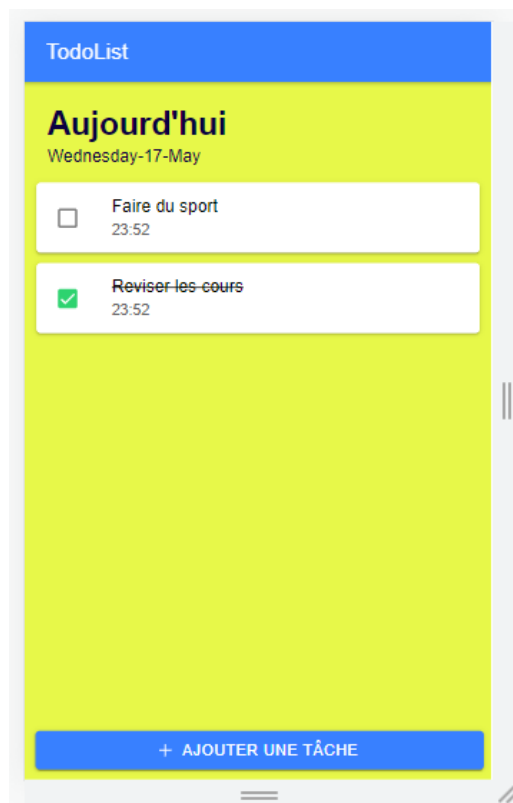 TodoList
Aujourd'hui
Wednesday-17-May
Faire du sport
23:52
Reviser les cours
23:52
+ AJOUTER UNE TÂCHE